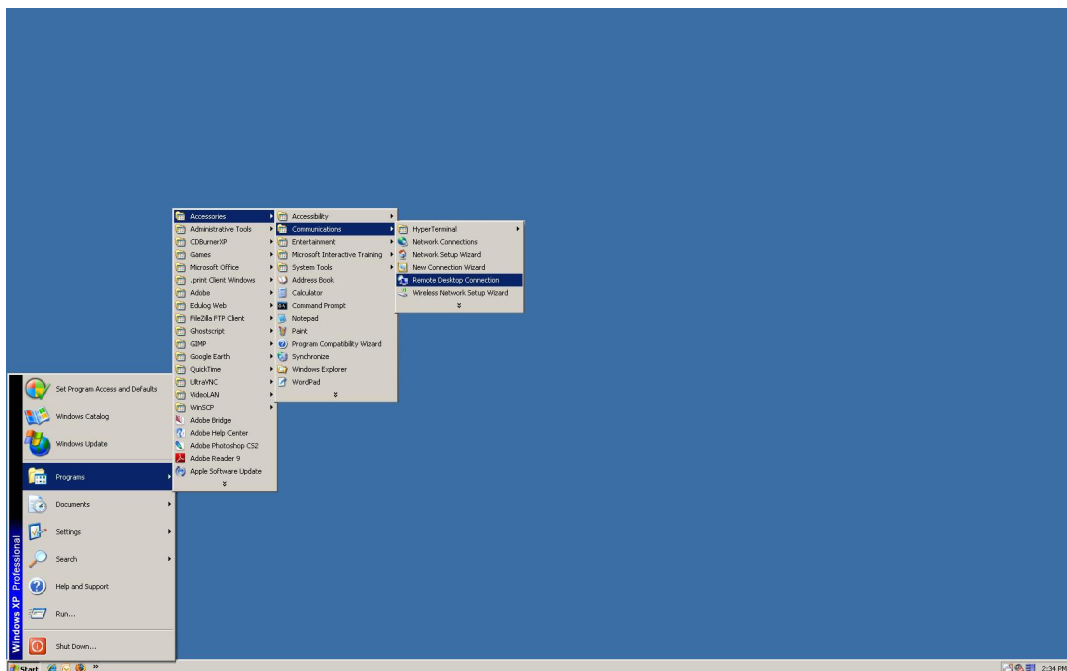 Accessories
Administrative Tools
CDBurnerXP
Games
Microsoft Office
.print Client Windows
Adobe
Edulog Web
FileZilla FTP Client
Ghostscript
GIMP
Google Earth
QuickTime
UltraVNC
VideoLAN
WinSCP
Adobe Bridge
Adobe Help Center
Adobe Photoshop CS2
Adobe Reader 9
Apple Software Update
Accessibility
Communications
Entertainment
Microsoft Interactive Training
System Tools
Address Book
Calculator
Command Prompt
Notepad
Paint
Program Compatibility Wizard
Synchronize
Windows Explorer
WordPad
HyperTerminal
Network Connections
Network Setup Wizard
New Connection Wizard
Remote Desktop Connection
Wireless Network Setup Wizard
Set Program Access and Defaults
Windows Catalog
Windows Update
Programs
Documents
Settings
Search
Help and Support
Run...
Shut Down...
Windows XP Professional
Start
2:34 PM